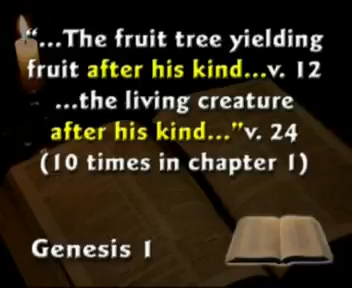 “...The fruit tree yielding
fruit after his kind...v. 12
...the living creature
after his kind...”v. 24
(10 times in chapter 1)
Genesis 1